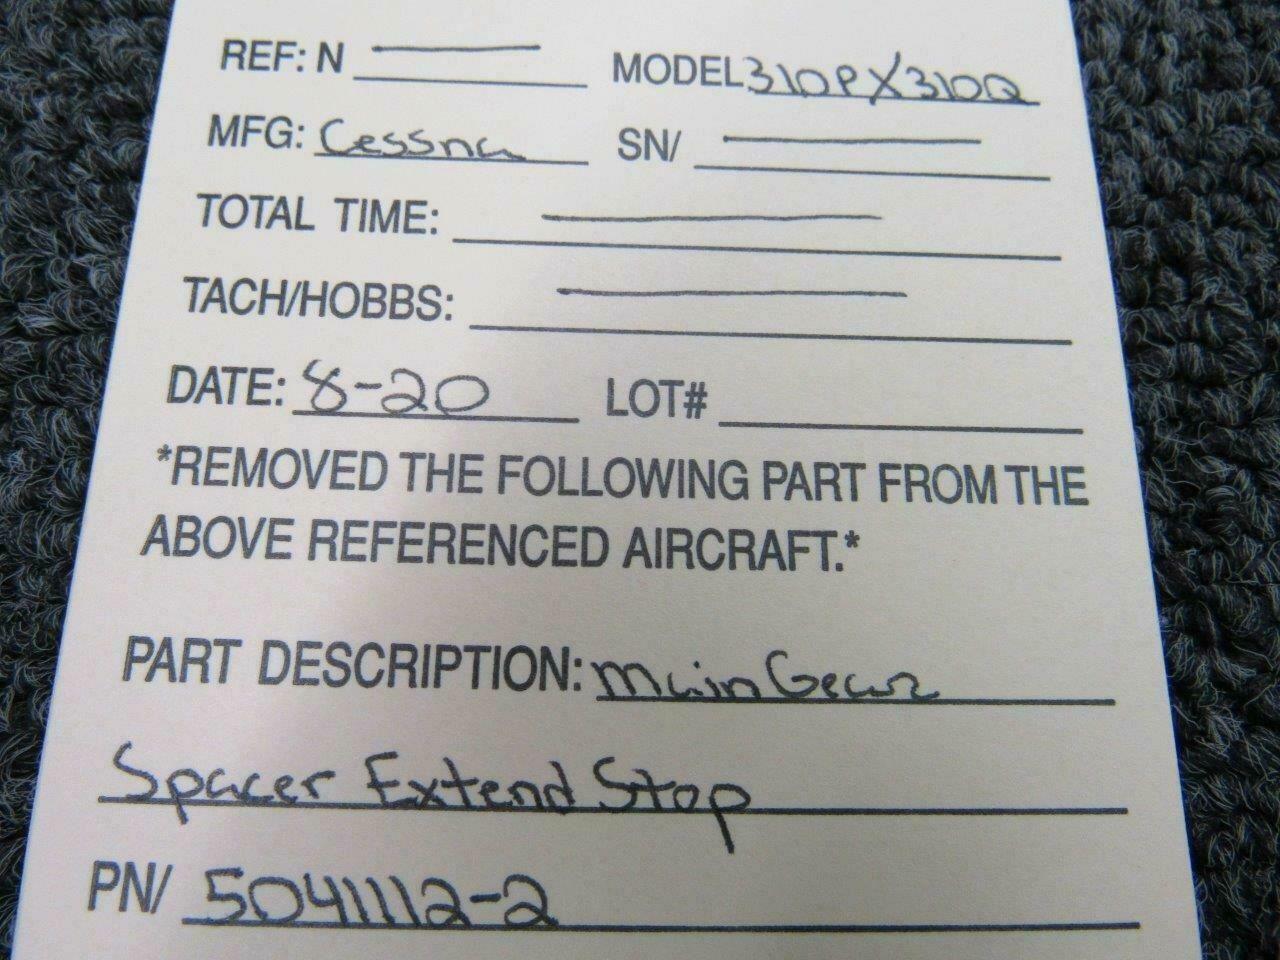 REF: N MODEL 310P X 310Q
MFG: Cessna SN/
TOTAL TIME:
TACH/HOBBS:
DATE: 8-20 LOT#
*REMOVED THE FOLLOWING PART FROM THE
ABOVE REFERENCED AIRCRAFT.*
PART DESCRIPTION: Main Gear
Spacer Extend Stop
PN/ 5041112-2